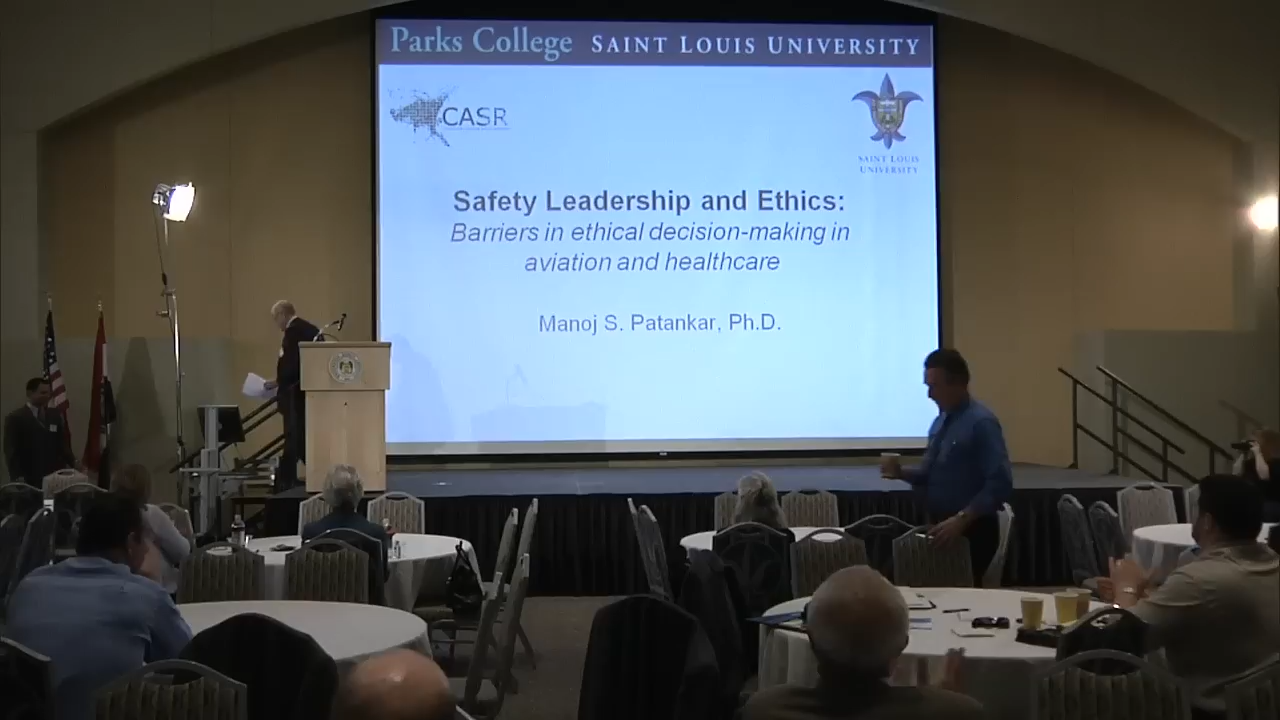 Parks College SAINT LOUIS UNIVERSITY
CASR
SAINT LOUIS
UNIVERSITY
Safety Leadership and Ethics:
Barriers in ethical decision-making in
aviation and healthcare
Manoj S. Patankar, Ph.D.